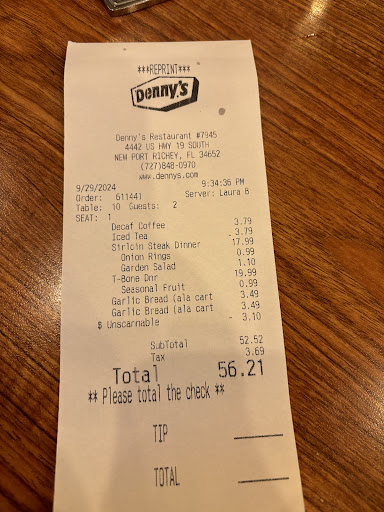 ***REPRINT***
Denny's
Denny's Restaurant #7945
4442 US HWY 19 SOUTH
NEW PORT RICHEY, FL 34652
(727)848-0970
www.dennys.com
9/29/2024 9:34:36 PM
Order: 611441 Server: Laura B
Table: 10 Guests: 2
SEAT: 1
Decaf Coffee 3.79
Iced Tea 3.79
Sirloin Steak Dinner 17.99
Onion Rings 0.99
Garden Salad 1.10
T-Bone Dnr 19.99
Seasonal Fruit 0.99
Garlic Bread (ala cart 3.49
Garlic Bread (ala cart 3.49
$ Unscannable - 3.10
SubTotal 52.52
Tax 3.69
Total 56.21
** Please total the check **
TIP
TOTAL